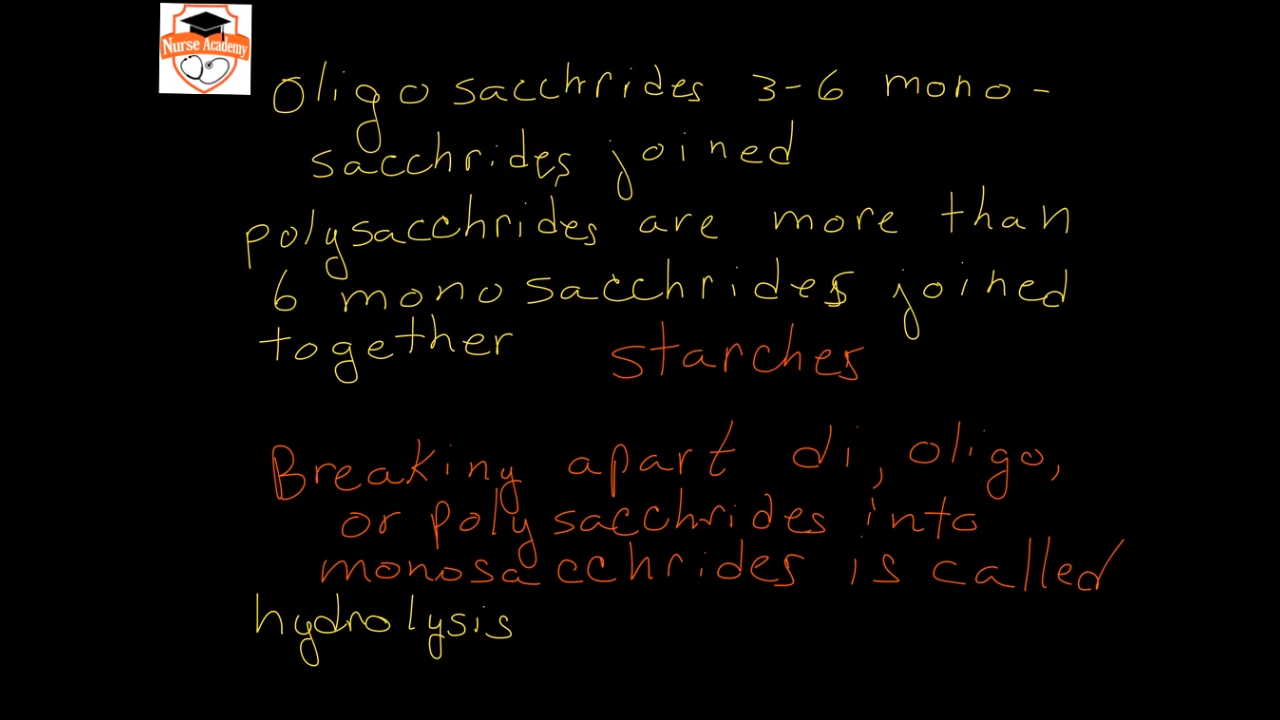 Nurse Academy
Oligosacchrides 3-6 mono-
sacchrides joined
polysacchrides are more than
6 monosacchrides joined
together starches
Breaking apart di, oligo,
or polysacchrides into
monosacchrides is called
hydrolysis